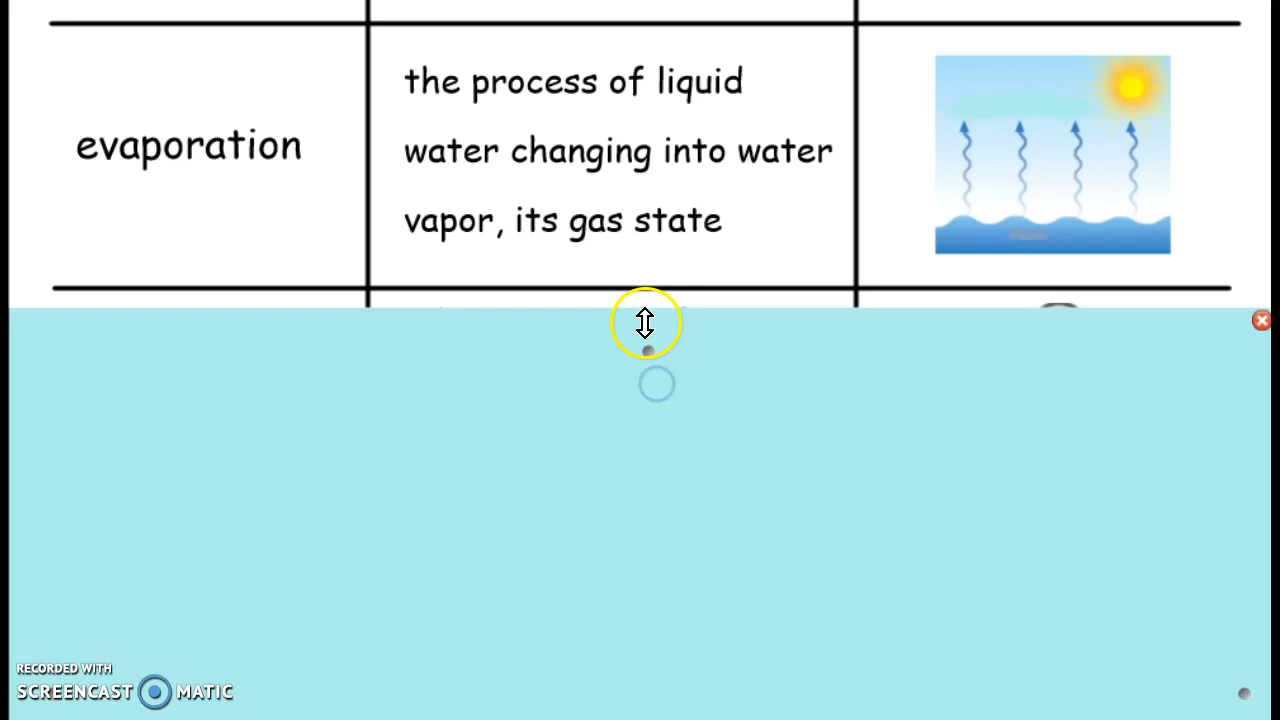 evaporation
the process of liquid
water changing into water
vapor, its gas state
RECORDED WITH
SCREENCAST MATIC